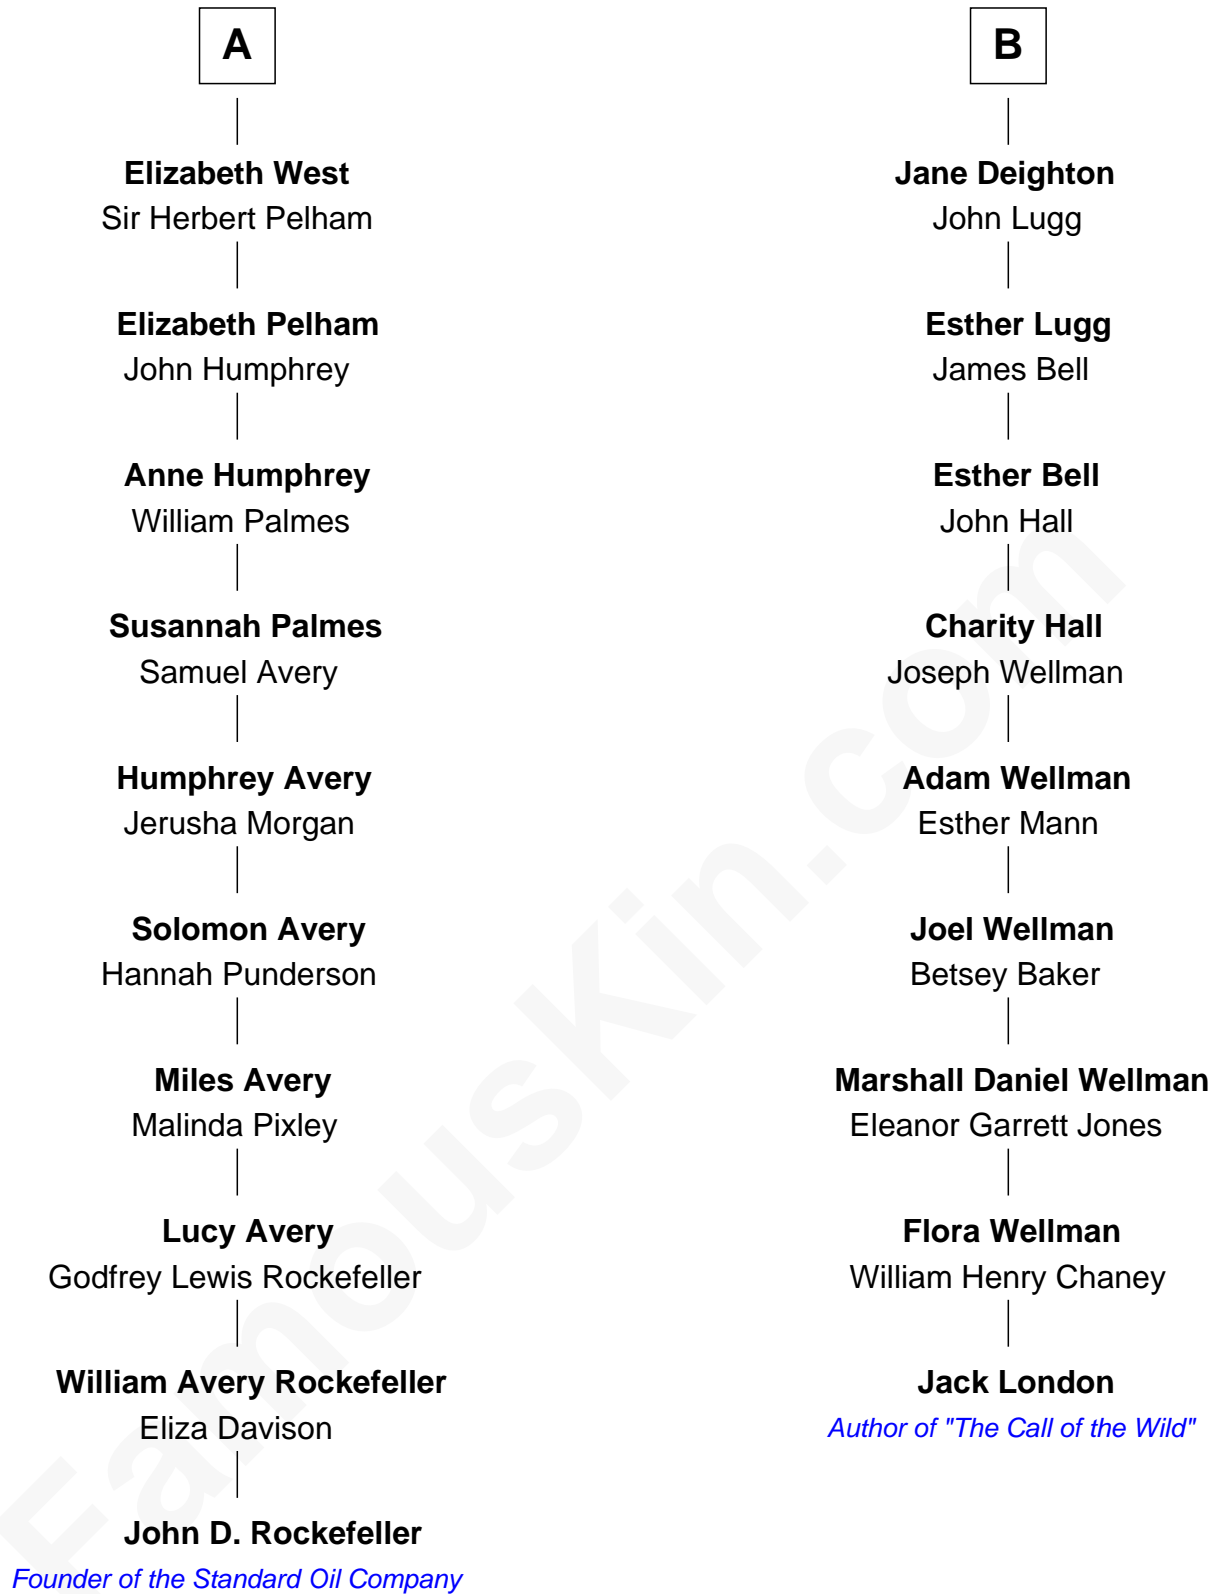 A
Elizabeth West
Sir Herbert Pelham
Elizabeth Pelham
John Humphrey
Anne Humphrey
William Palmes
Susannah Palmes
Samuel Avery
Humphrey Avery
Jerusha Morgan
Solomon Avery
Hannah Punderson
Miles Avery
Malinda Pixley
Lucy Avery
Godfrey Lewis Rockefeller
William Avery Rockefeller
Eliza Davison
John D. Rockefeller
Founder of the Standard Oil Company
B
Jane Deighton
John Lugg
Esther Lugg
James Bell
Esther Bell
John Hall
Charity Hall
Joseph Wellman
Adam Wellman
Esther Mann
Joel Wellman
Betsey Baker
Marshall Daniel Wellman
Eleanor Garrett Jones
Flora Wellman
William Henry Chaney
Jack London
Author of "The Call of the Wild"
FamousKin.com